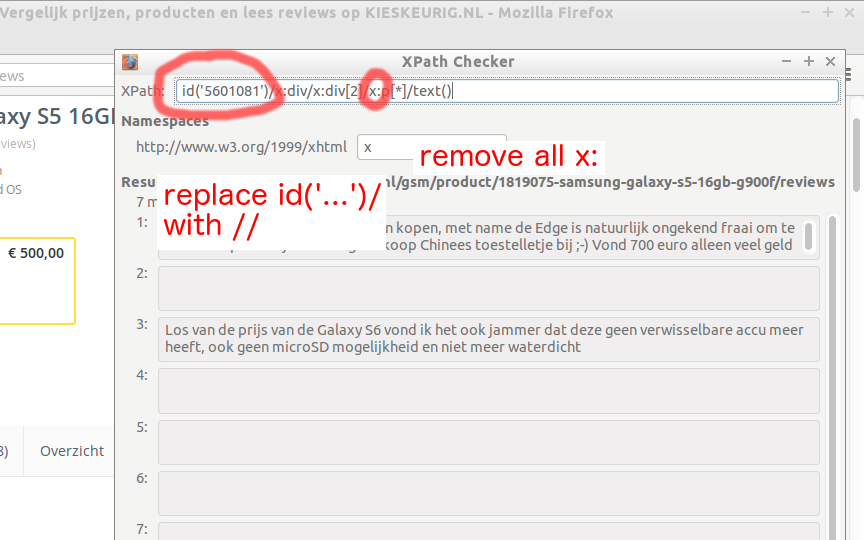 Vergelijk prijzen, producten en lees reviews op KIESKEURIG.NL - Mozilla Firefox
XPath Checker
ews
XPath: id('5601081')/x:div/x:div[2]/x:p[*]/text()
axy S5 16G
views)
Namespaces
http://www.w3.org/1999/xhtml x
remove all x:
d OS
Resu nl/gsm/product/1819075-samsung-galaxy-s5-16gb-g900f/reviews
replace id('...')/
with //
7 m
1: n kopen, met name de Edge is natuurlijk ongekend fraai om te
koop Chinees toestelletje bij ;-) Vond 700 euro alleen veel geld
€ 500,00
2:
3: Los van de prijs van de Galaxy S6 vond ik het ook jammer dat deze geen verwisselbare accu meer
heeft, ook geen microSD mogelijkheid en niet meer waterdicht
4:
5:
3) Overzicht
6:
7: